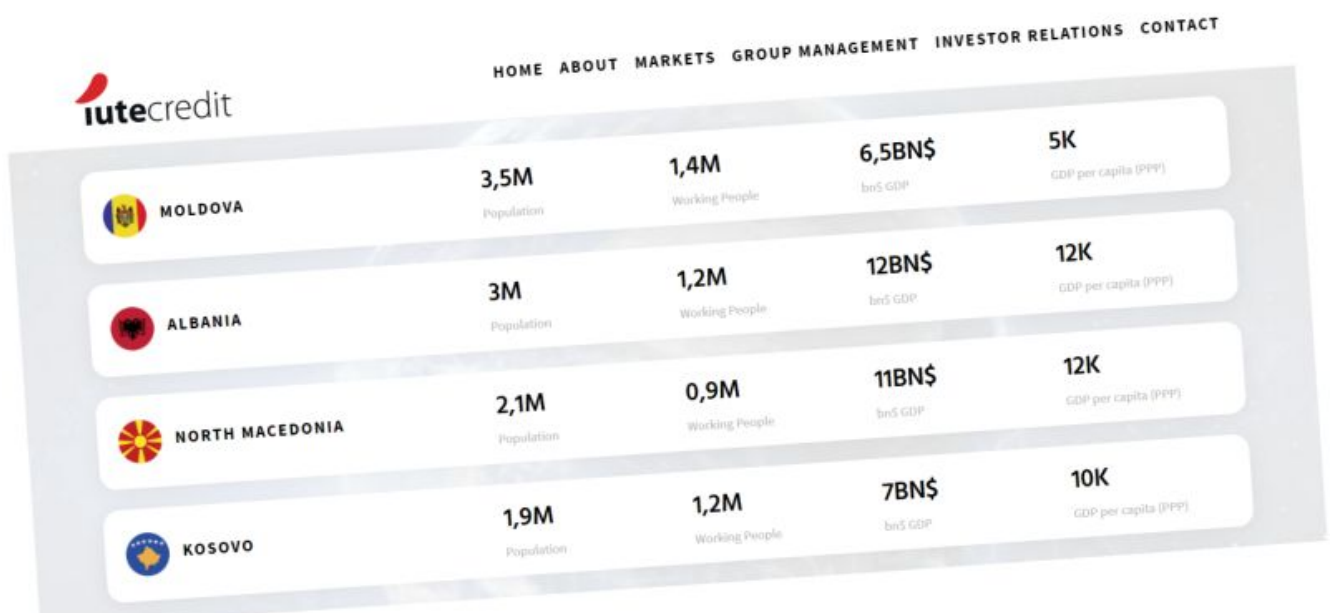 HOME ABOUT MARKETS GROUP MANAGEMENT INVESTOR RELATIONS CONTACT
iutecredit
MOLDOVA
3,5M
Population
1,4M
Working People
6,5BN$
bn$ GDP
5K
GDP per capita (PPP)
ALBANIA
3M
Population
1,2M
Working People
12BN$
bn$ GDP
12K
GDP per capita (PPP)
NORTH MACEDONIA
2,1M
Population
0,9M
Working People
11BN$
bn$ GDP
12K
GDP per capita (PPP)
KOSOVO
1,9M
Population
1,2M
Working People
7BN$
bn$ GDP
10K
GDP per capita (PPP)